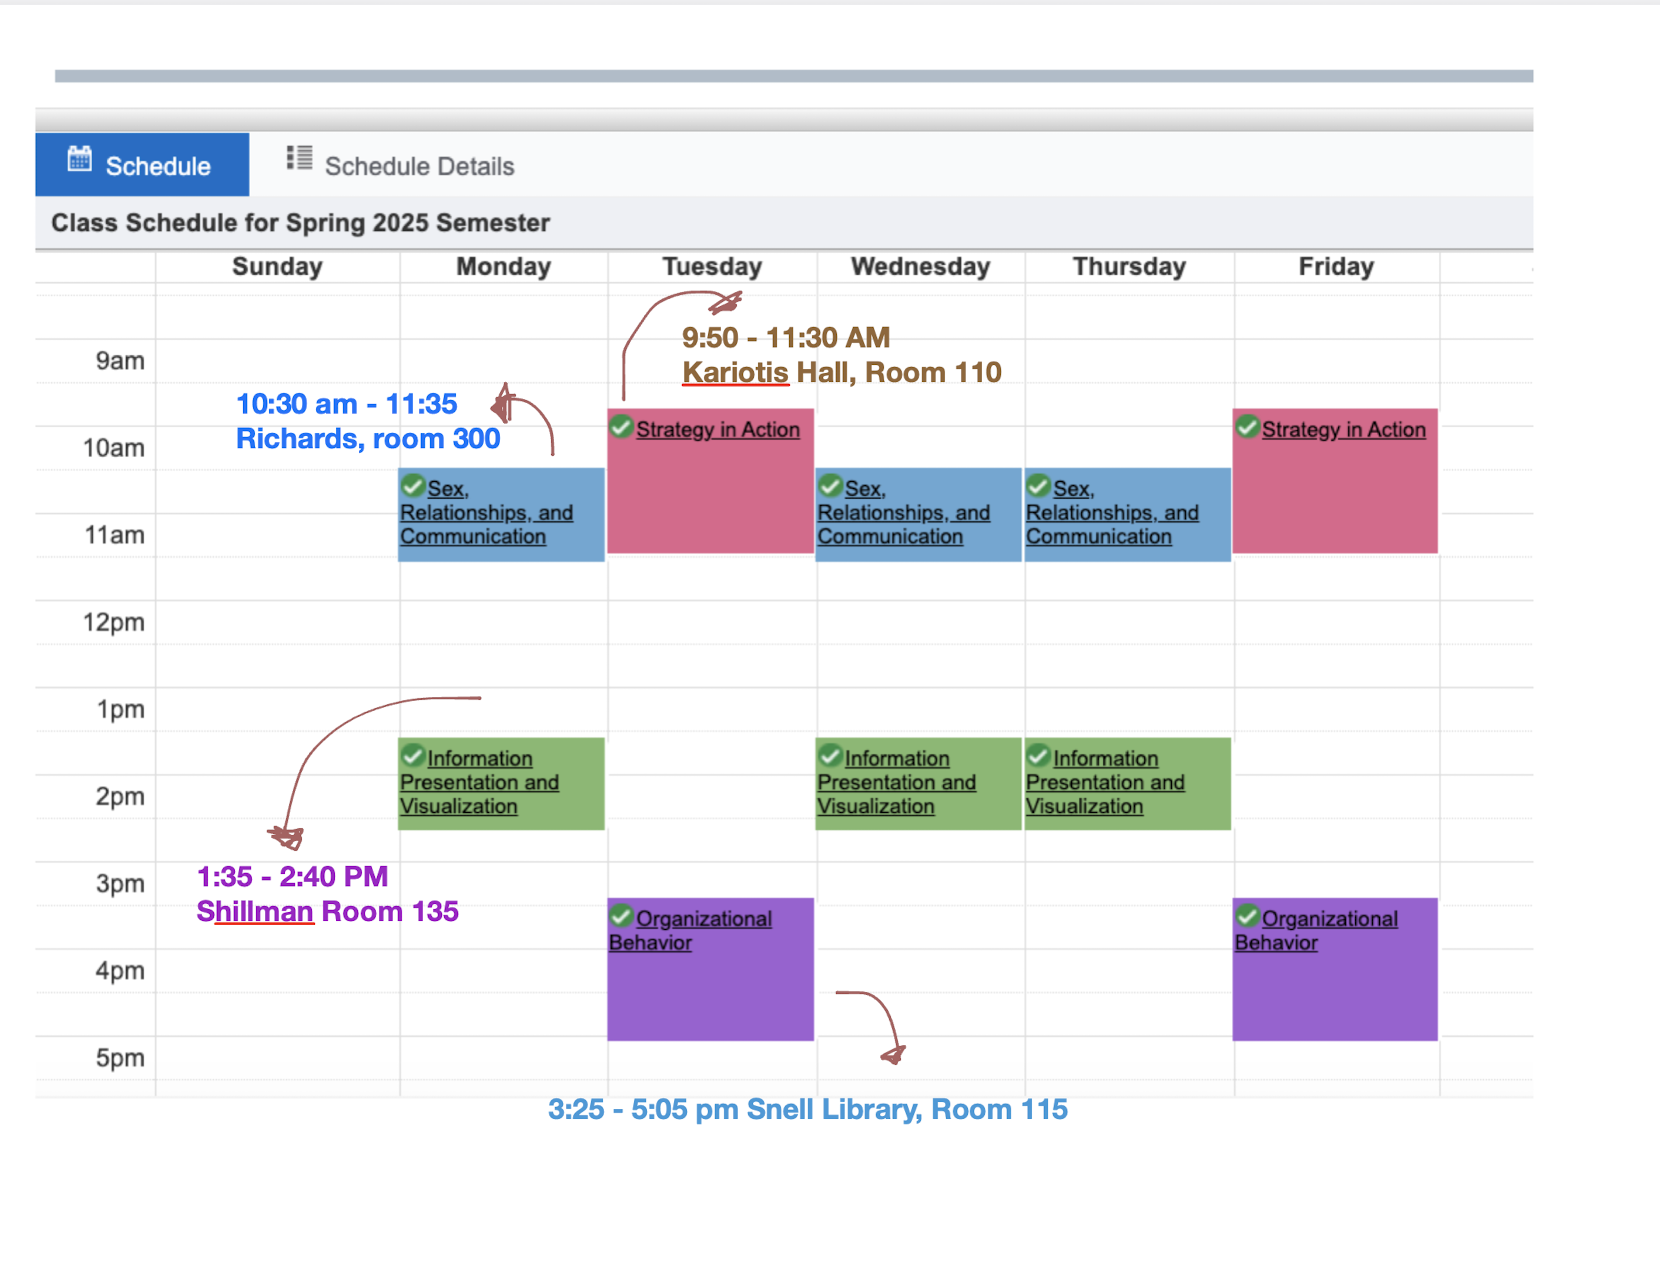 Schedule
Schedule Details
Class Schedule for Spring 2025 Semester
Sunday Monday Tuesday Wednesday Thursday Friday
9:50 - 11:30 AM
Kariotis Hall, Room 110
9am
10:30 am - 11:35
Richards, room 300
Strategy in Action
Strategy in Action
10am
Sex,
Relationships, and
Communication
Sex,
Relationships, and
Communication
Sex,
Relationships, and
Communication
11am
12pm
1pm
Information
Presentation and
Visualization
Information
Presentation and
Visualization
Information
Presentation and
Visualization
2pm
1:35 - 2:40 PM
Shillman Room 135
3pm
Organizational
Behavior
Organizational
Behavior
4pm
5pm
3:25 - 5:05 pm Snell Library, Room 115